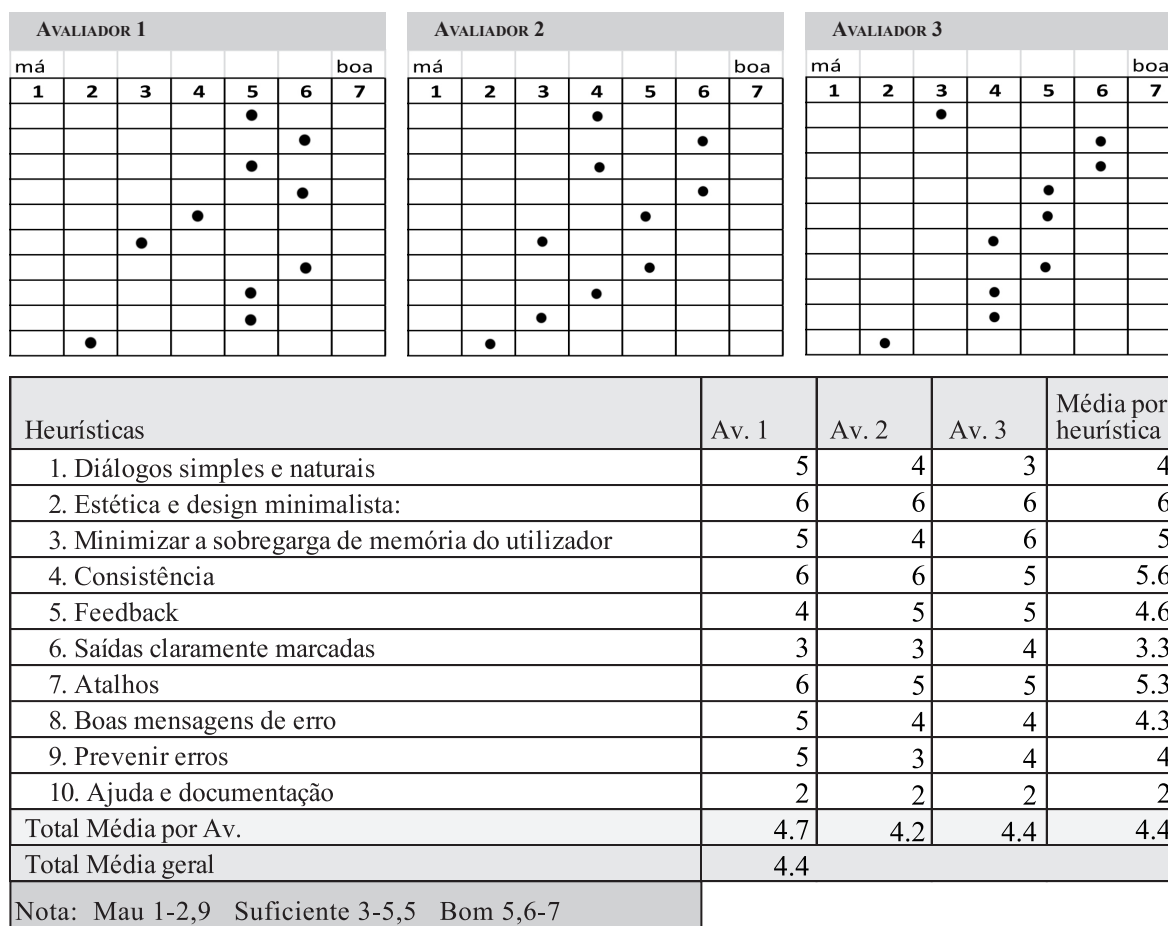 AVALIADOR 1 AVALIADOR 2 AVALIADOR 3
má boa má boa má boa
1 2 3 4 5 6 7 1 2 3 4 5 6 7 1 2 3 4 5 6 7
Heurísticas Av. 1 Av. 2 Av. 3 Média por heurística
1. Diálogos simples e naturais 5 4 3 4
2. Estética e design minimalista: 6 6 6 6
3. Minimizar a sobregarga de memória do utilizador 5 4 6 5
4. Consistência 6 6 5 5.6
5. Feedback 4 5 5 4.6
6. Saídas claramente marcadas 3 3 4 3.3
7. Atalhos 6 5 5 5.3
8. Boas mensagens de erro 5 4 4 4.3
9. Prevenir erros 5 3 4 4
10. Ajuda e documentação 2 2 2 2
Total Média por Av. 4.7 4.2 4.4 4.4
Total Média geral 4.4
Nota: Mau 1-2,9 Suficiente 3-5,5 Bom 5,6-7